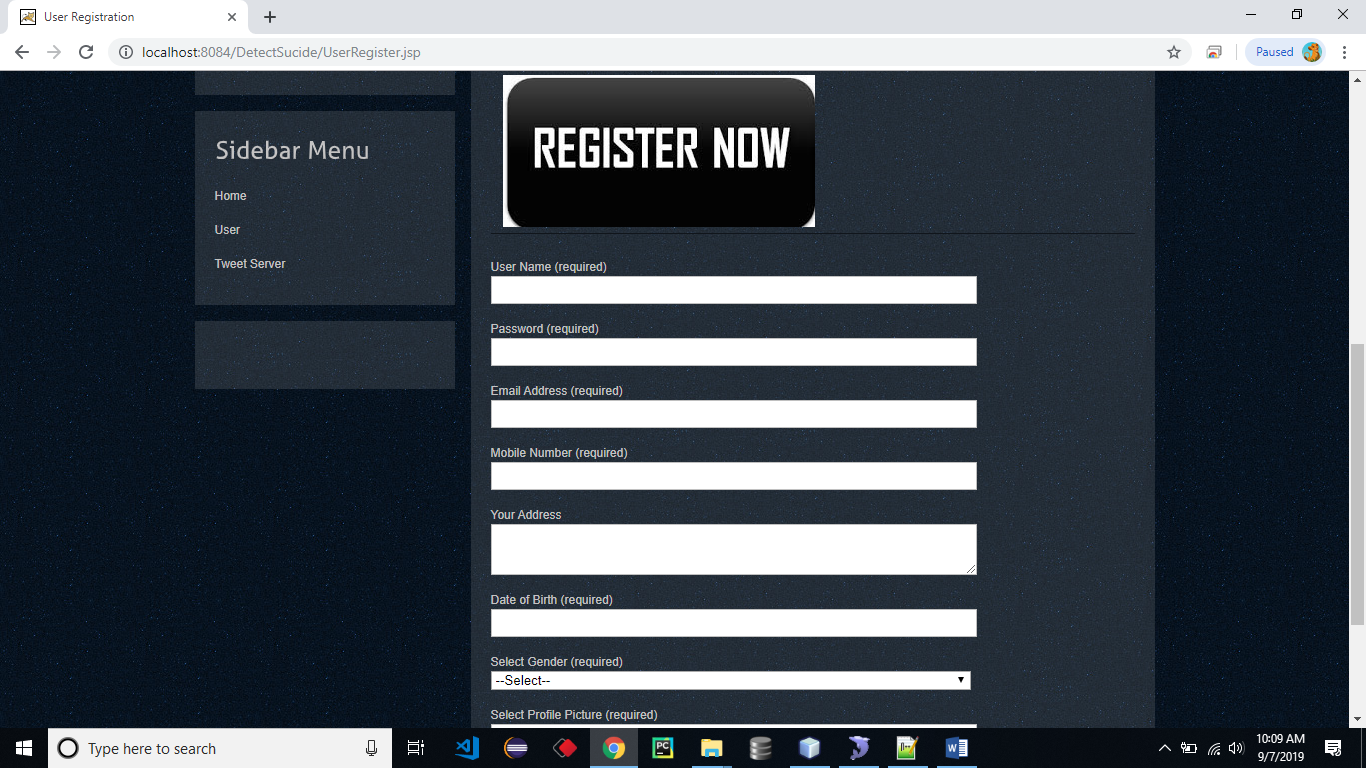 User Registration
localhost:8084/DetectSucide/UserRegister.jsp
Paused
Sidebar Menu
Home
User
Tweet Server
REGISTER NOW
User Name (required)
Password (required)
Email Address (required)
Mobile Number (required)
Your Address
Date of Birth (required)
Select Gender (required)
--Select--
Select Profile Picture (required)
Type here to search
PC
W
10:09 AM
9/7/2019